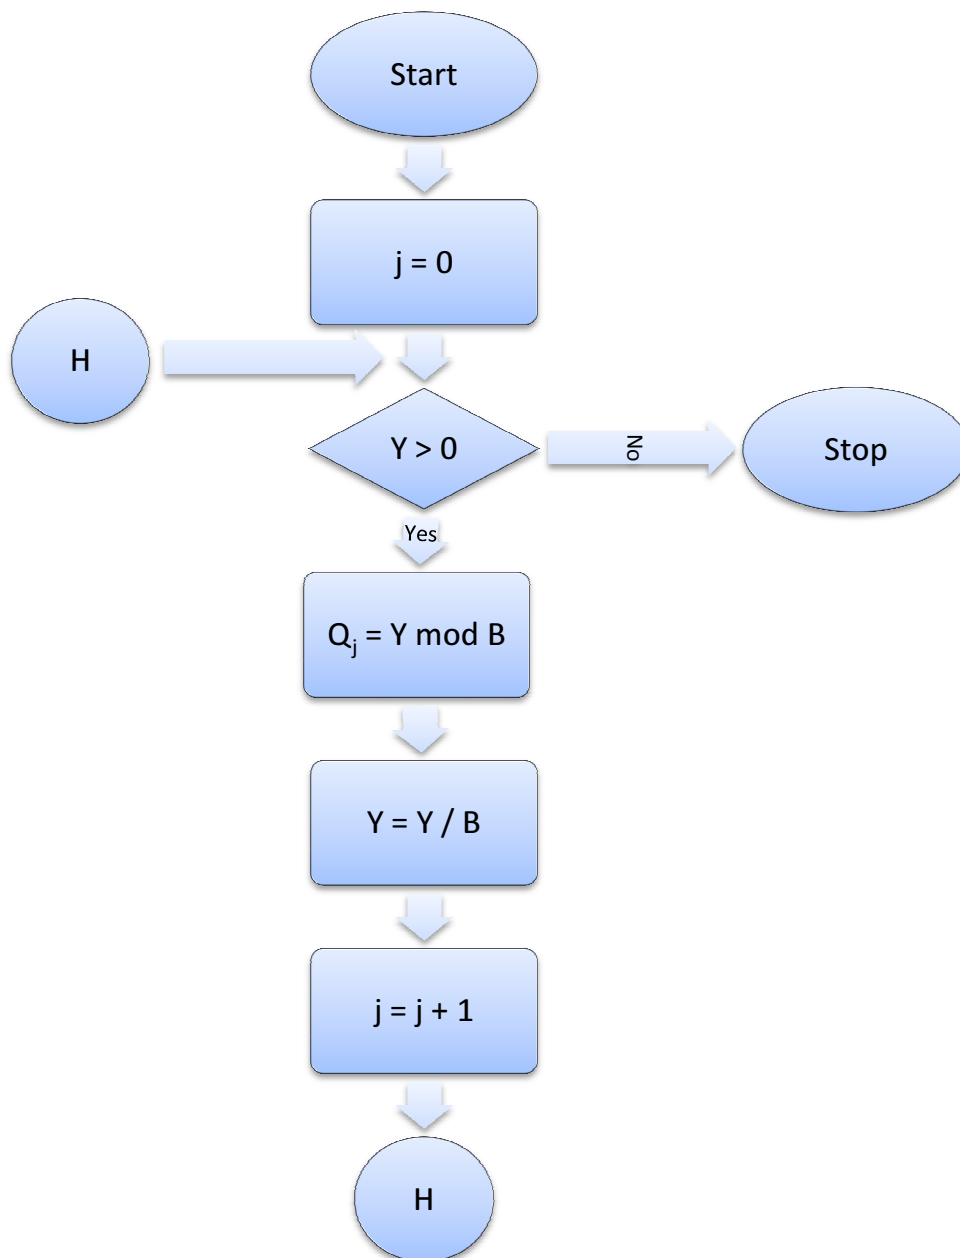 Start
j = 0
H
Y > 0
No
Stop
Yes
Qj = Y mod B
Y = Y / B
j = j + 1
H